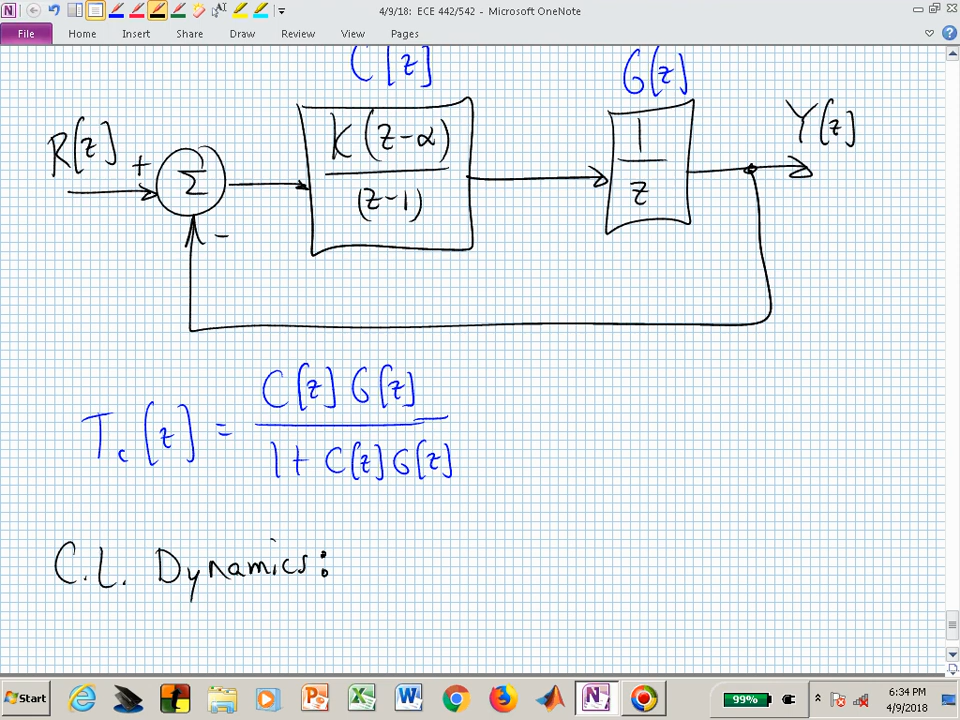 4/9/18: ECE 442/542 - Microsoft OneNote
File Home Insert Share Draw Review View Pages
C[z] G[z]
R[z] + Σ K(z-α) / (z-1) 1/z Y[z]
-
T_c[z] = C[z] G[z] / 1 + C[z] G[z]
C.L. Dynamics:
Start 99% 6:34 PM
4/9/2018